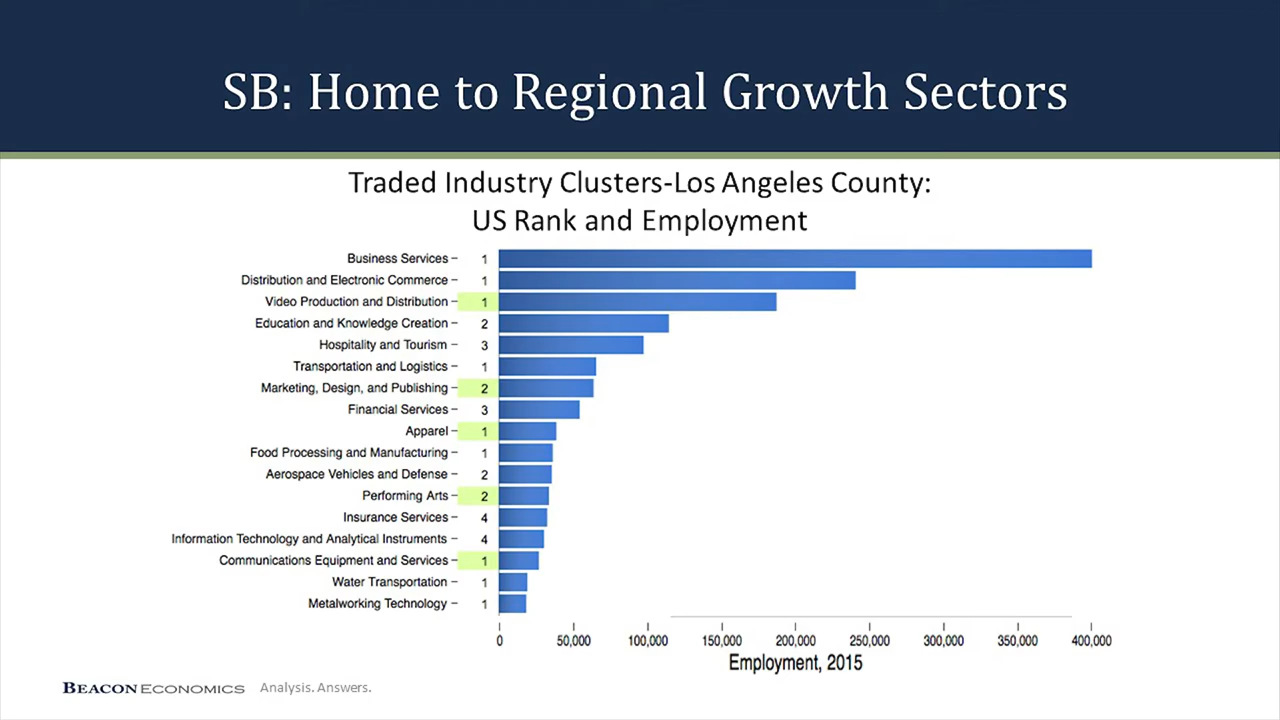 SB: Home to Regional Growth Sectors
Traded Industry Clusters-Los Angeles County:
US Rank and Employment
Business Services 1
Distribution and Electronic Commerce 1
Video Production and Distribution 1
Education and Knowledge Creation 2
Hospitality and Tourism 3
Transportation and Logistics 1
Marketing, Design, and Publishing 2
Financial Services 3
Apparel 1
Food Processing and Manufacturing 1
Aerospace Vehicles and Defense 2
Performing Arts 2
Insurance Services 4
Information Technology and Analytical Instruments 4
Communications Equipment and Services 1
Water Transportation 1
Metalworking Technology 1
0 50,000 100,000 150,000 200,000 250,000 300,000 350,000 400,000
Employment, 2015
BEACON ECONOMICS Analysis. Answers.